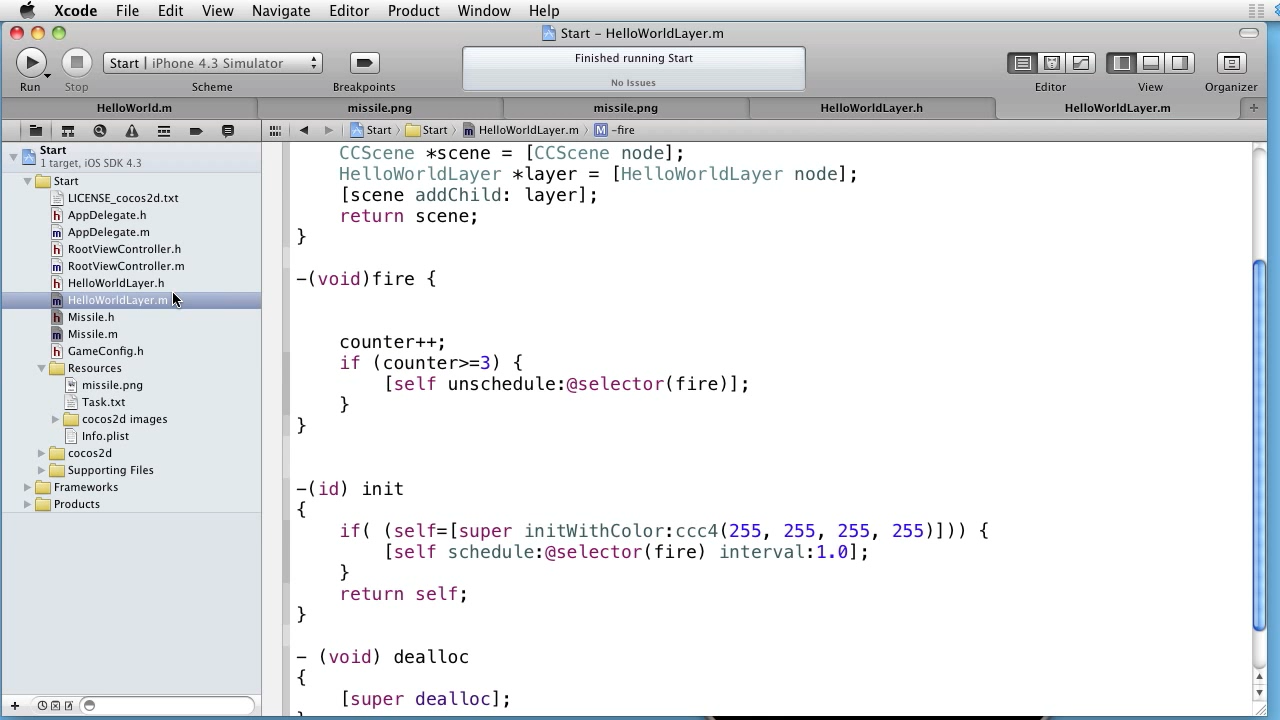 Xcode File Edit View Navigate Editor Product Window Help
Start – HelloWorldLayer.m
Start | iPhone 4.3 Simulator
Finished running Start
No Issues
Run Stop Scheme Breakpoints Editor View Organizer
HelloWorld.m missile.png missile.png HelloWorldLayer.h HelloWorldLayer.m
Start Start HelloWorldLayer.m M -fire
Start
1 target, iOS SDK 4.3
Start
LICENSE_cocos2d.txt
h AppDelegate.h
m AppDelegate.m
h RootViewController.h
m RootViewController.m
h HelloWorldLayer.h
m HelloWorldLayer.m
h Missile.h
m Missile.m
h GameConfig.h
Resources
missile.png
Task.txt
cocos2d images
Info.plist
cocos2d
Supporting Files
Frameworks
Products
CCScene *scene = [CCScene node];
HelloWorldLayer *layer = [HelloWorldLayer node];
[scene addChild: layer];
return scene;
}
-(void)fire {
counter++;
if (counter>=3) {
[self unschedule:@selector(fire)];
}
}
-(id) init
{
if( (self=[super initWithColor:ccc4(255, 255, 255, 255)])) {
[self schedule:@selector(fire) interval:1.0];
}
return self;
}
- (void) dealloc
{
[super dealloc];